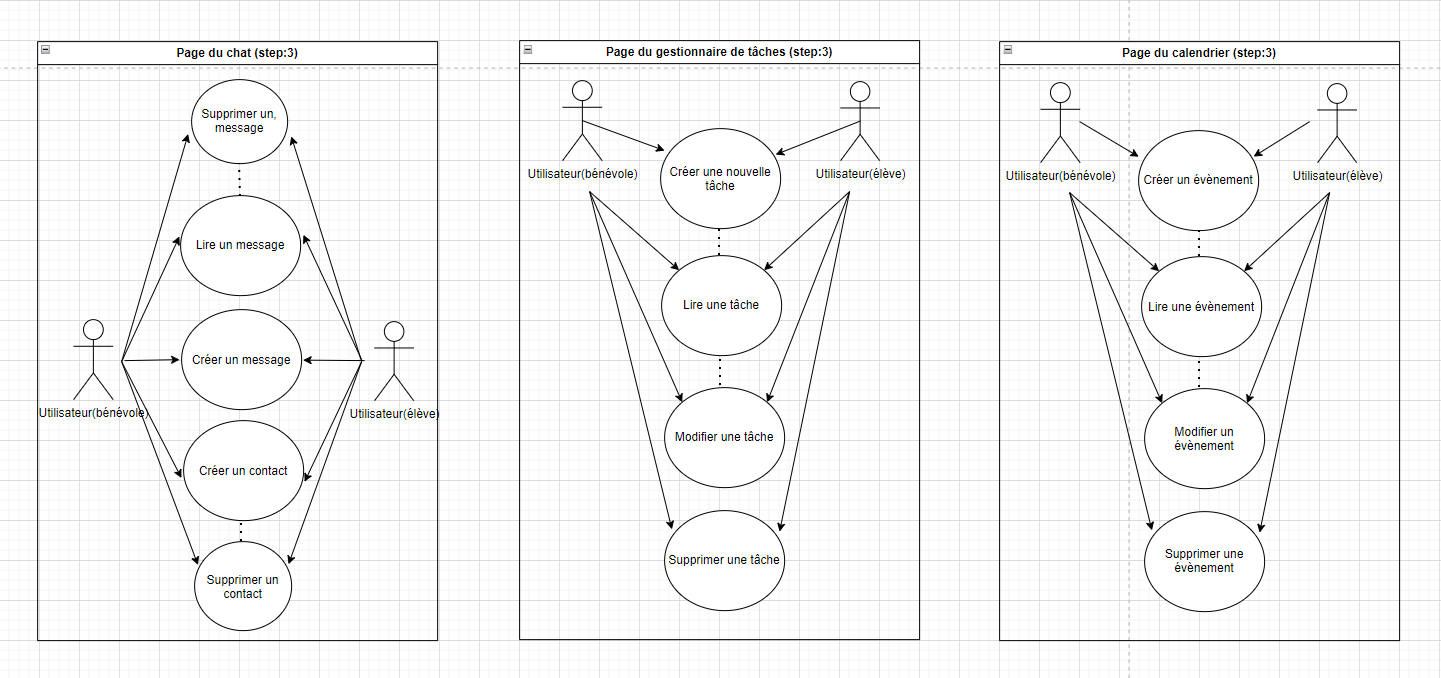 Page du chat (step:3)
Supprimer un,
message
Lire un message
Créer un message
Utilisateur(bénévole)
Utilisateur(élève)
Créer un contact
Supprimer un
contact
Page du gestionnaire de tâches (step:3)
Utilisateur(bénévole)
Utilisateur(élève)
Créer une nouvelle
tâche
Lire une tâche
Modifier une tâche
Supprimer une tâche
Page du calendrier (step:3)
Utilisateur(bénévole)
Utilisateur(élève)
Créer un évènement
Lire une évènement
Modifier un
évènement
Supprimer une
évènement